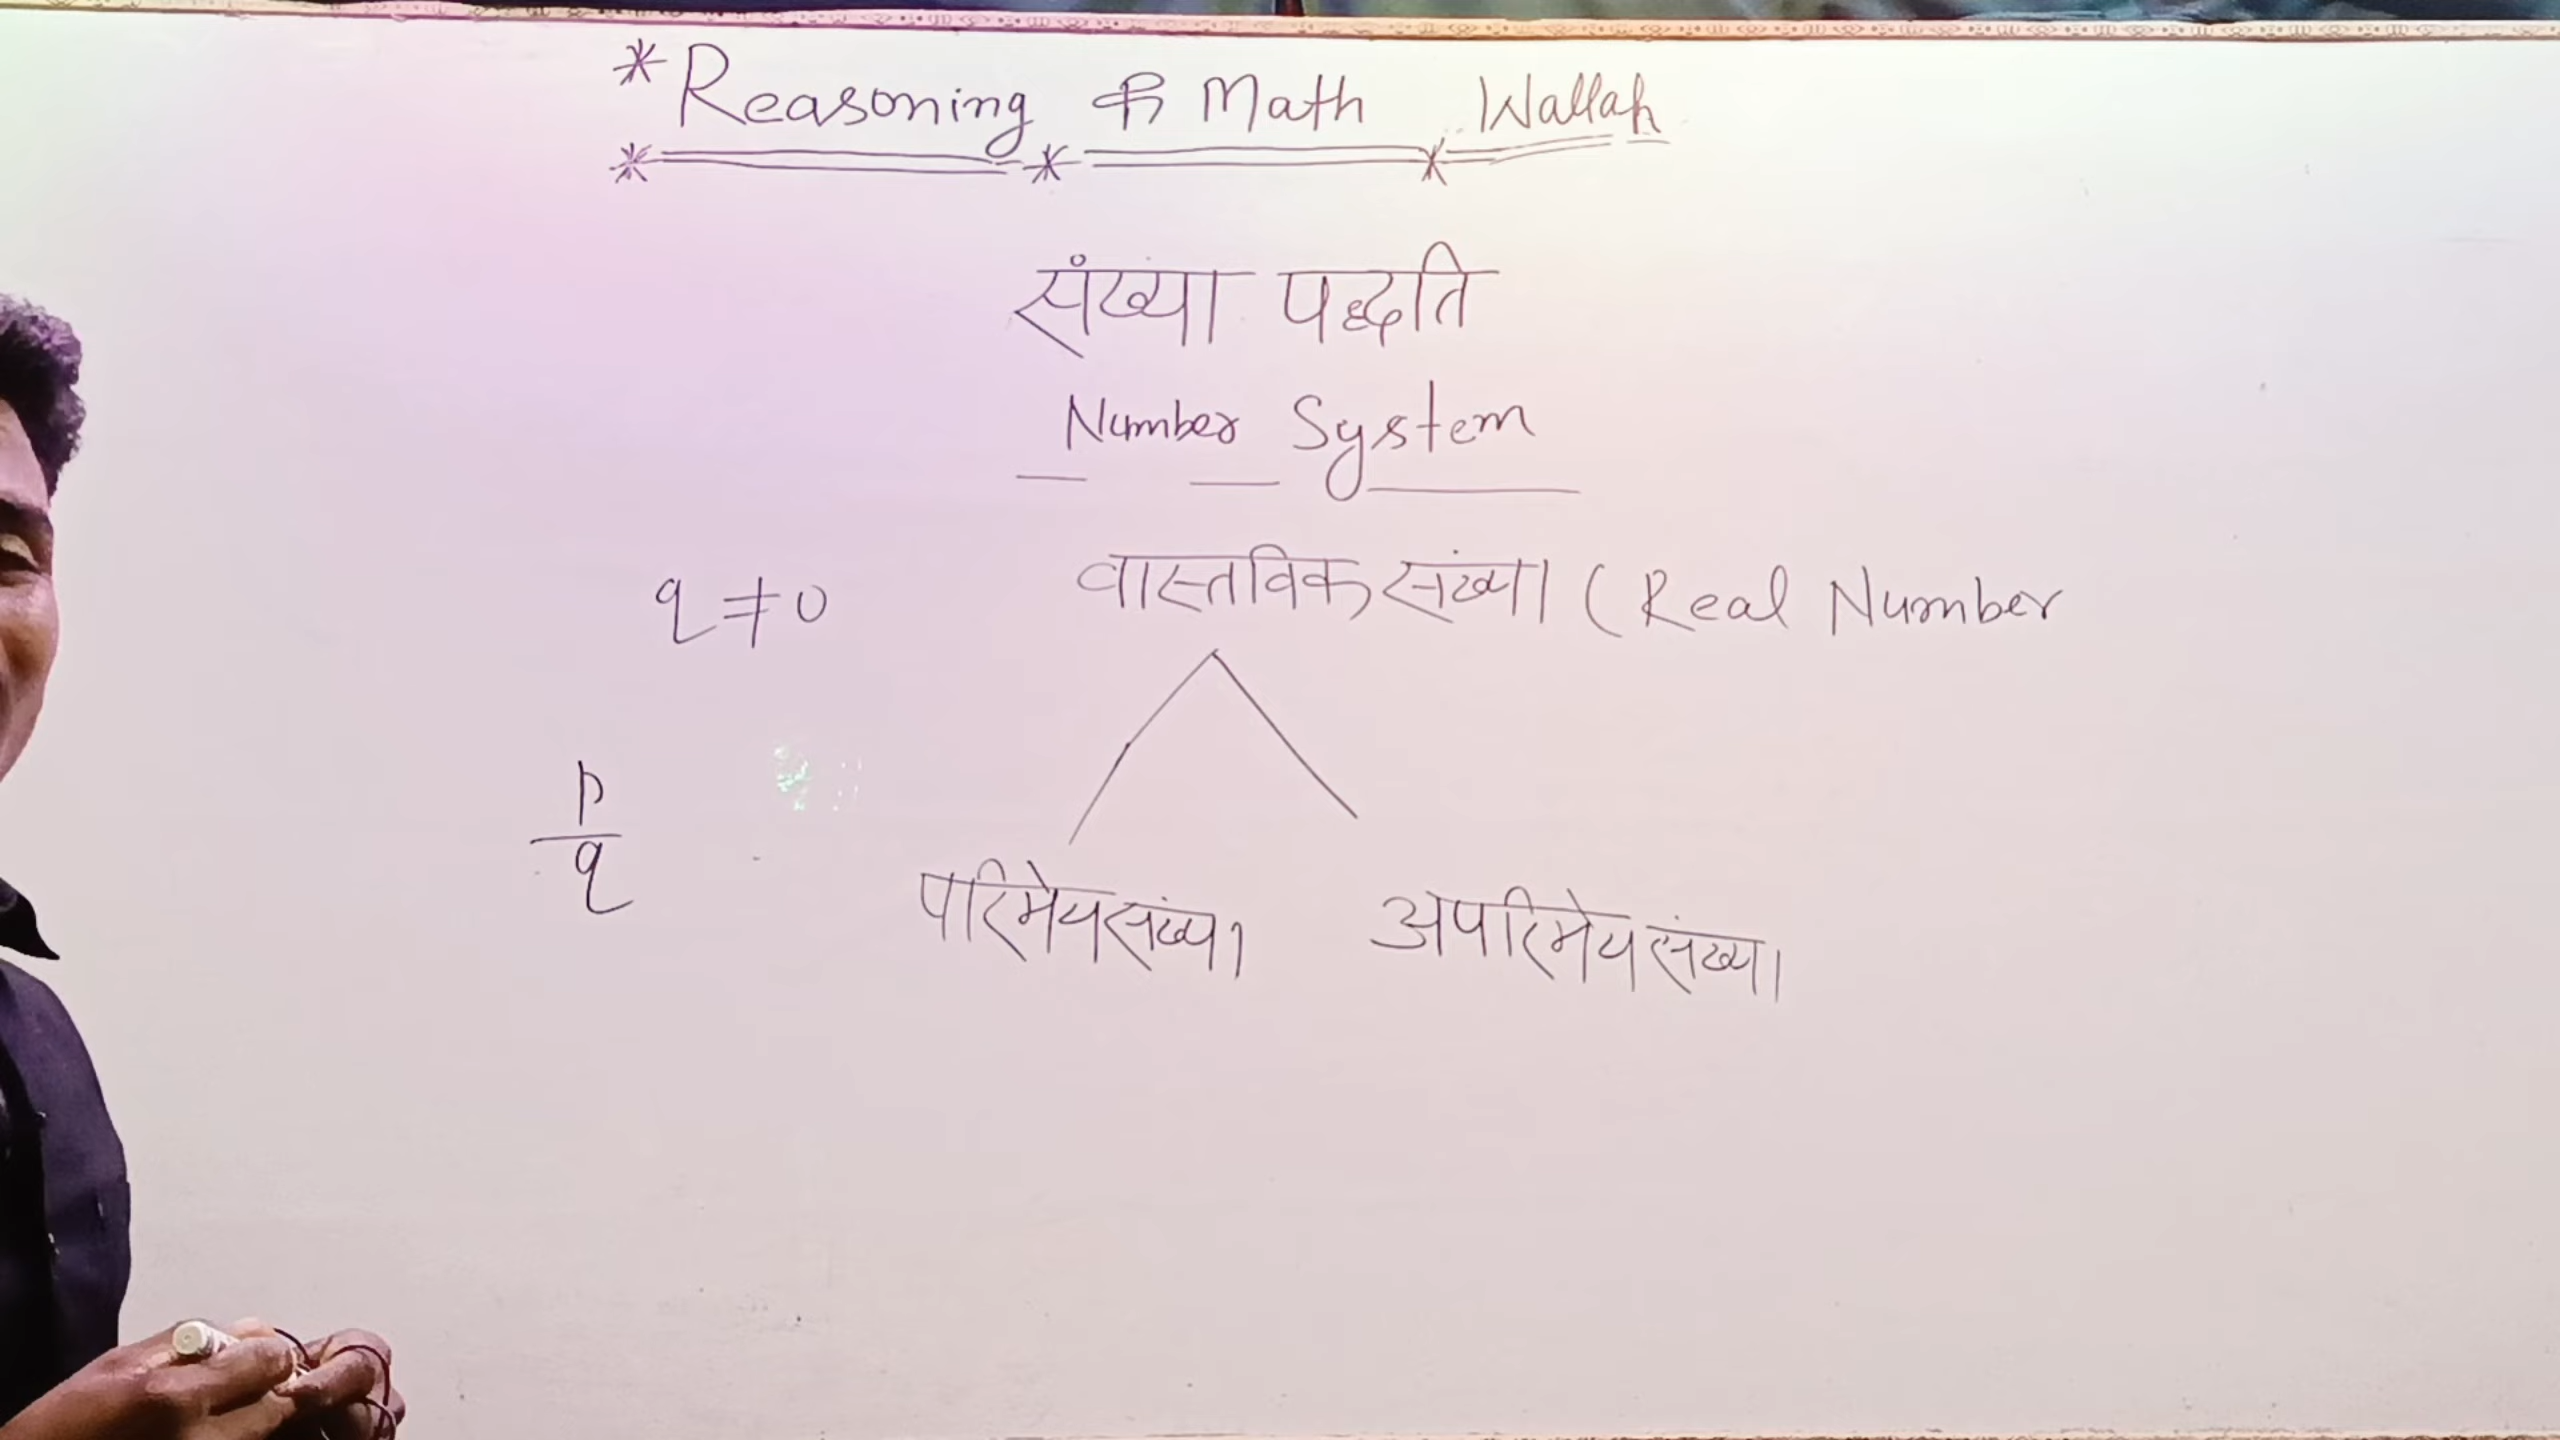 *Reasoning के Math Wallah
संख्या पद्धति
Number System
q ≠ 0
वास्तविक संख्या (Real Number
p/q
परिमेय संख्या
अपरिमेय संख्या